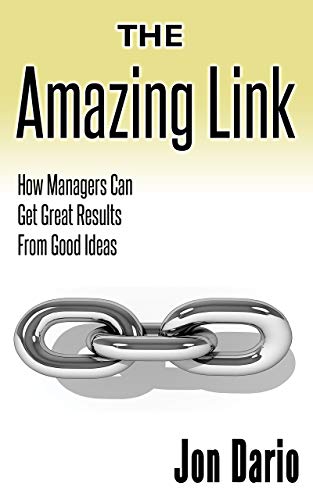 THE
Amazing Link
How Managers Can
Get Great Results
From Good Ideas
Jon Dario